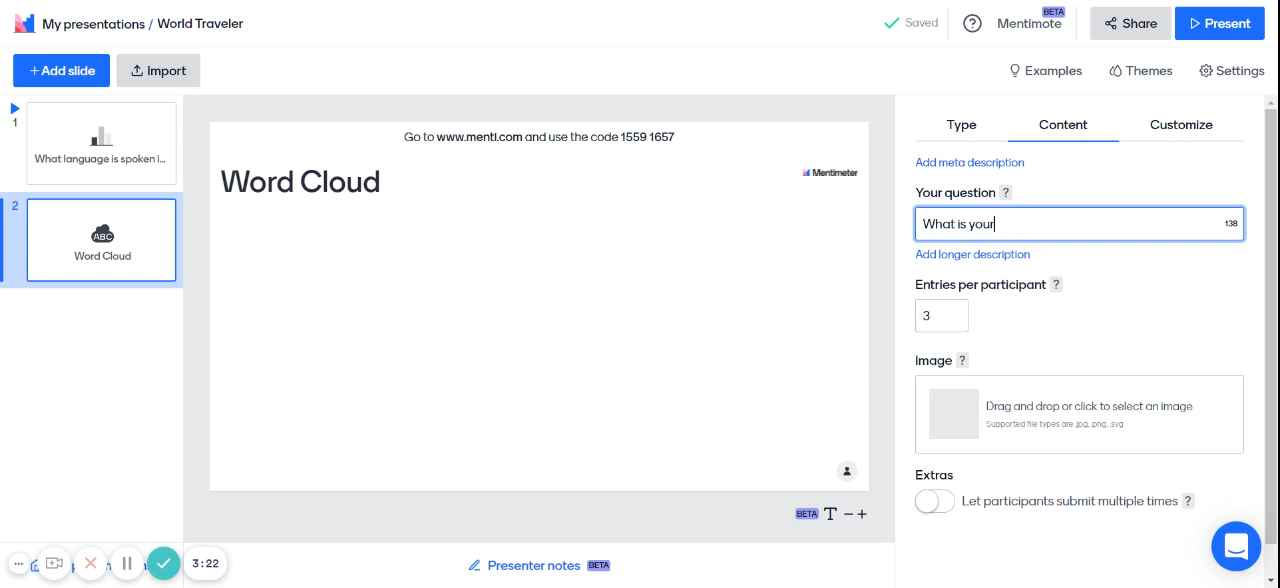 My presentations / World Traveler
Saved
?
Mentimote
BETA
Share
Present
+ Add slide
Import
Examples
Themes
Settings
1
What language is spoken i...
2
ABC
Word Cloud
Go to www.menti.com and use the code 1559 1657
Word Cloud
Mentimeter
BETA T − +
Type
Content
Customize
Add meta description
Your question ?
What is your
138
Add longer description
Entries per participant ?
3
Image ?
Drag and drop or click to select an image
Supported file types are .jpg, .png, .svg
Extras
Let participants submit multiple times ?
3:22
Presenter notes BETA